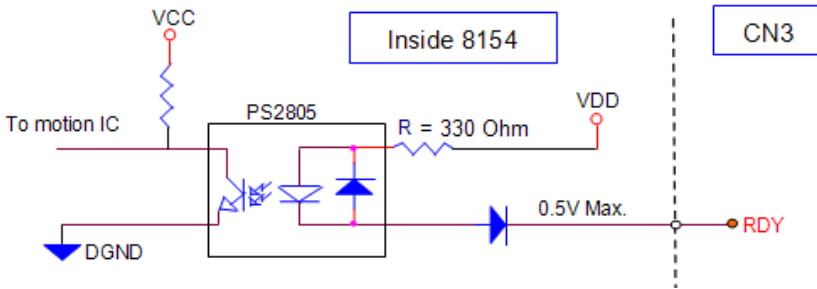 VCC
Inside 8154
CN3
To motion IC
PS2805
R = 330 Ohm
VDD
0.5V Max.
RDY
DGND